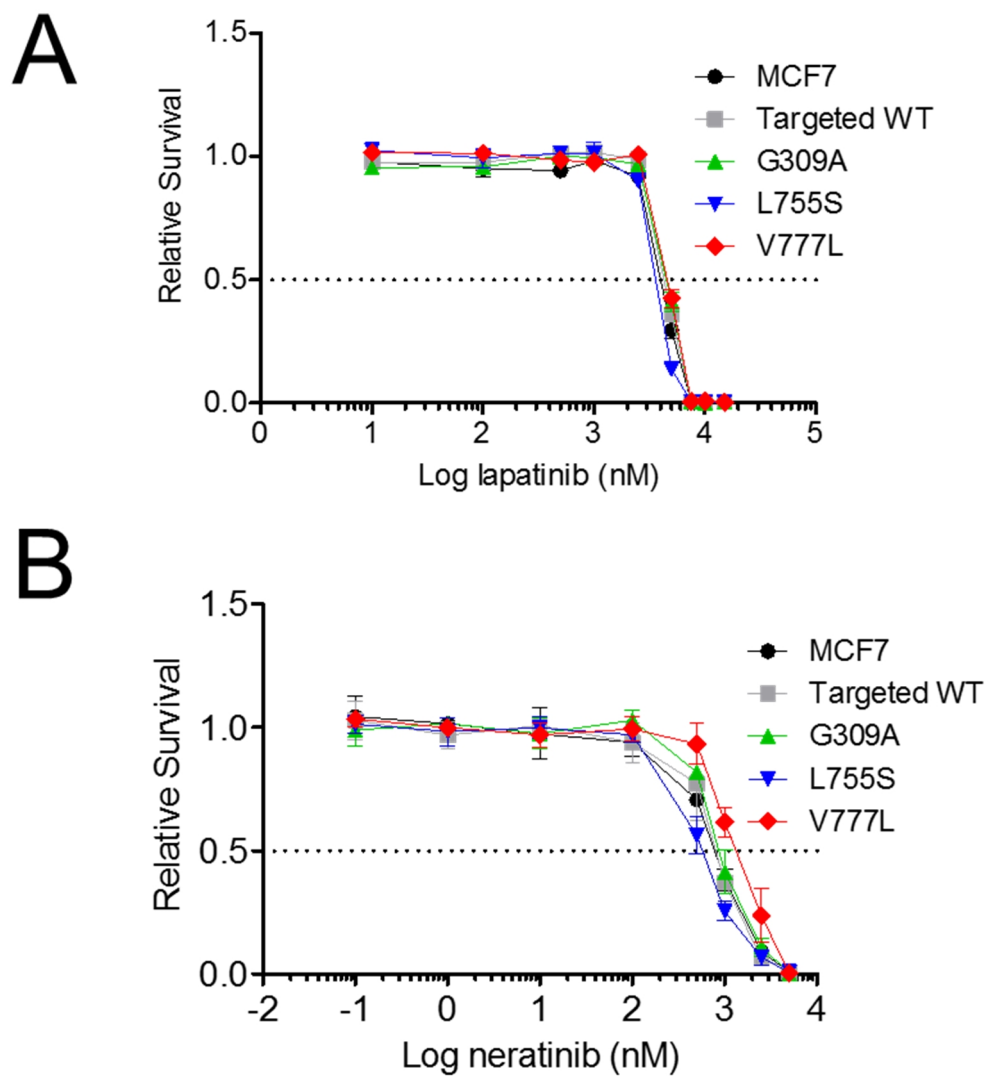 A
1.5
1.0
0.5
0.0
Relative Survival
MCF7
Targeted WT
G309A
L755S
V777L
0 1 2 3 4 5
Log lapatinib (nM)
B
1.5
1.0
0.5
0.0
Relative Survival
MCF7
Targeted WT
G309A
L755S
V777L
-2 -1 0 1 2 3 4
Log neratinib (nM)